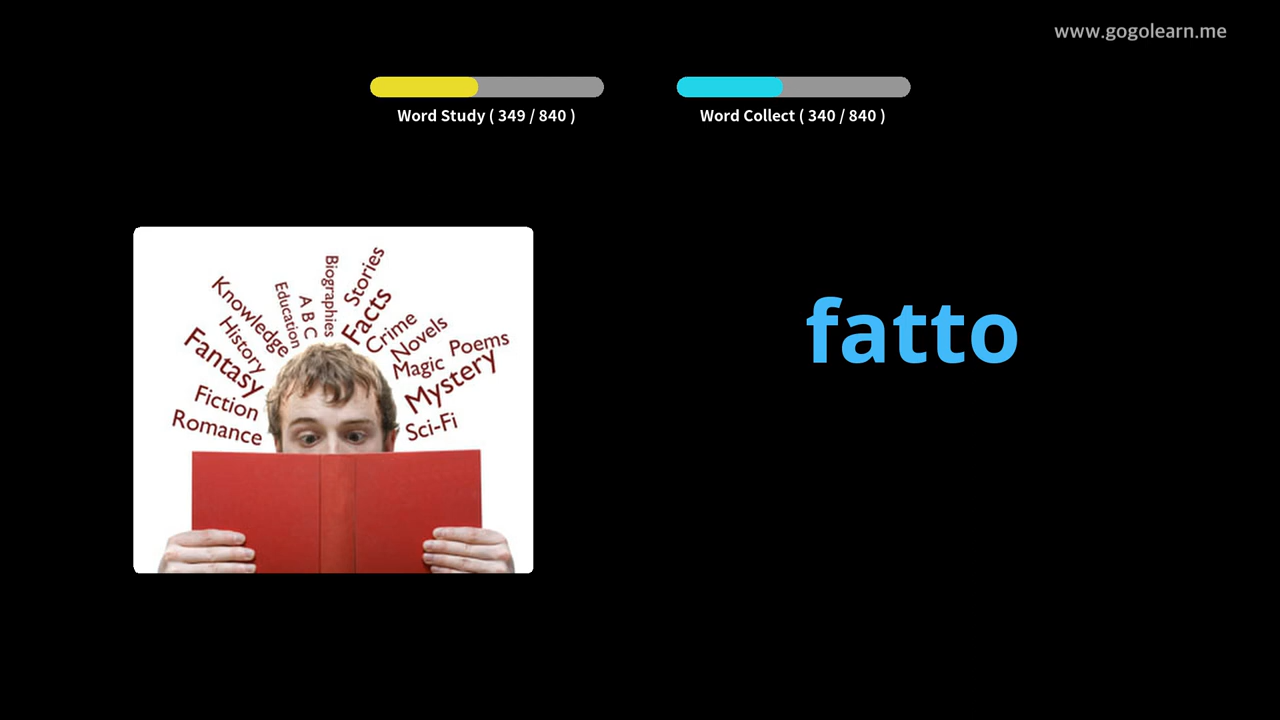 www.gogolearn.me
Word Study ( 349 / 840 )
Word Collect ( 340 / 840 )
fatto
Romance
Fiction
Fantasy
History
Knowledge
Education
A B C
Biographies
Stories
Facts
Crime
Novels
Magic
Poems
Mystery
Sci-Fi